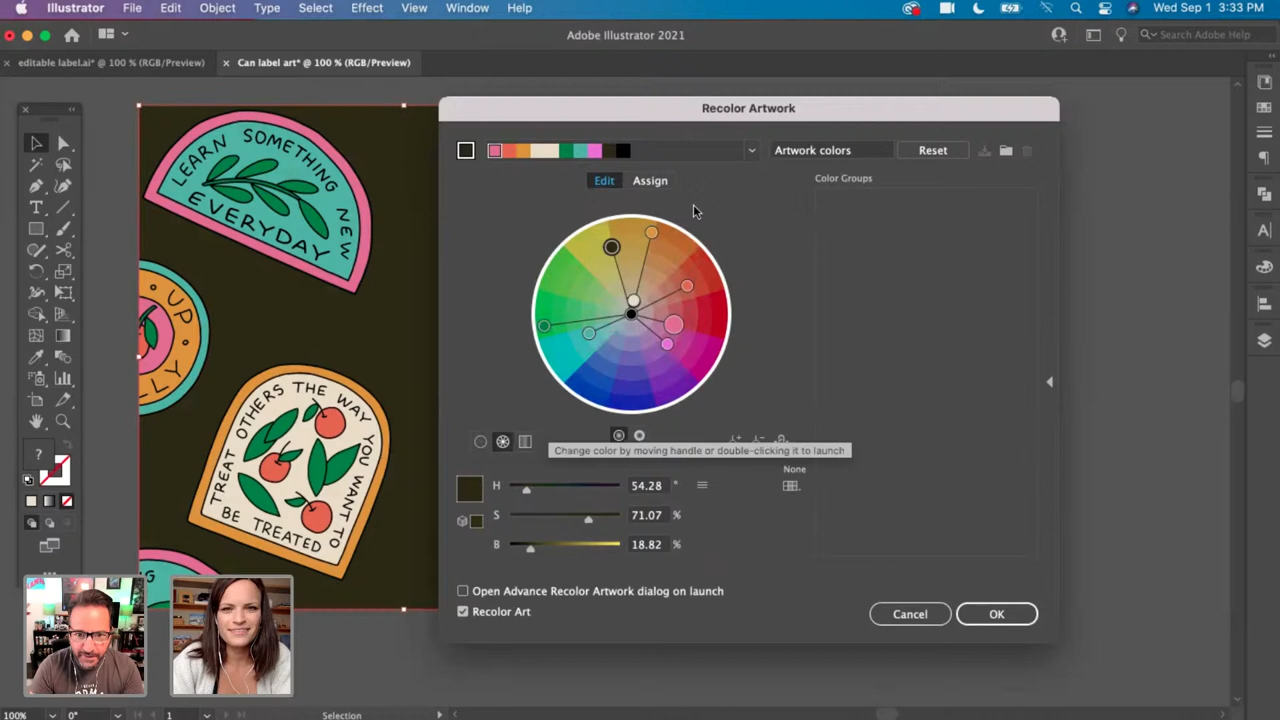 Illustrator File Edit Object Type Select Effect View Window Help Wed Sep 1 3:33 PM
Adobe Illustrator 2021
Search Adobe Help
editable label.ai* @ 100 % (RGB/Preview)
Can label art* @ 100 % (RGB/Preview)
Recolor Artwork
Artwork colors
Reset
Edit
Assign
Color Groups
LEARN SOMETHING NEW
EVERYDAY
UP
LLY
TREAT OTHERS THE WAY YOU WANT TO
BE TREATED
Change color by moving handle or double-clicking it to launch
None
H 54.28 °
S 71.07 %
B 18.82 %
?
Open Advance Recolor Artwork dialog on launch
Recolor Art
Cancel
OK
100%
0°
1
Selection